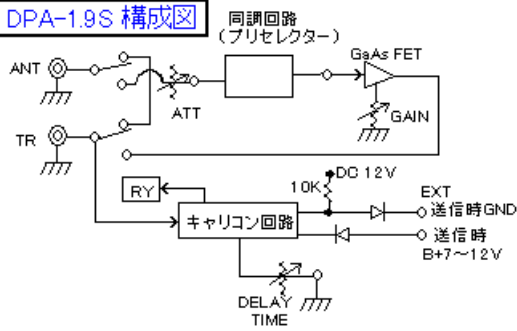 DPA-1.9S 構成図
同調回路
(プリセレクター)
GaAs FET
ANT
ATT
GAIN
TR
DC 12V
10K
EXT
RY
キャリコン回路
送信時GND
送信時
B+7〜12V
DELAY
TIME